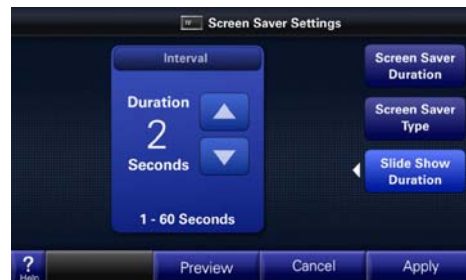 Screen Saver Settings
Interval
Duration
2
Seconds
1 - 60 Seconds
Screen Saver
Duration
Screen Saver
Type
Slide Show
Duration
?
Help
Preview
Cancel
Apply